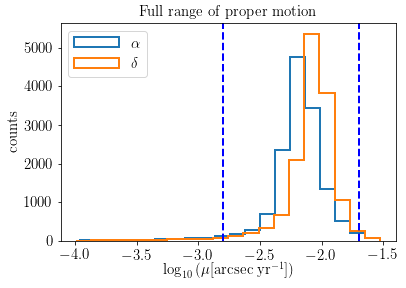 Full range of proper motion
α
δ
counts
5000
4000
3000
2000
1000
0
−4.0 −3.5 −3.0 −2.5 −2.0 −1.5
log₁₀(μ[arcsec yr⁻¹])